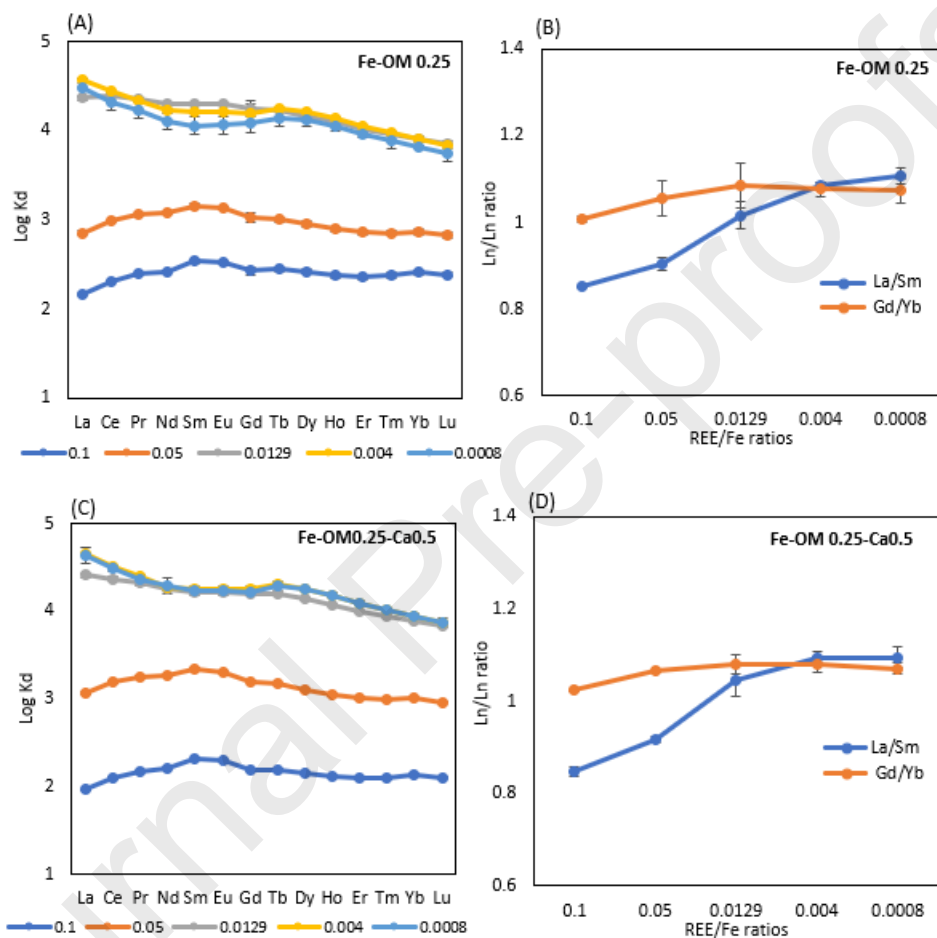 (A)
Fe-OM 0.25
Log Kd
5
4
3
2
1
La Ce Pr Nd Sm Eu Gd Tb Dy Ho Er Tm Yb Lu
0.1 0.05 0.0129 0.004 0.0008
(B)
Fe-OM 0.25
Ln/Ln ratio
1.4
1.2
1
0.8
0.6
La/Sm
Gd/Yb
0.1 0.05 0.0129 0.004 0.0008
REE/Fe ratios
(C)
Fe-OM0.25-Ca0.5
Log Kd
5
4
3
2
1
La Ce Pr Nd Sm Eu Gd Tb Dy Ho Er Tm Yb Lu
0.1 0.05 0.0129 0.004 0.0008
(D)
Fe-OM 0.25-Ca0.5
Ln/Ln ratio
1.4
1.2
1
0.8
0.6
La/Sm
Gd/Yb
0.1 0.05 0.0129 0.004 0.0008
REE/Fe ratios
urnal Pre-proofs